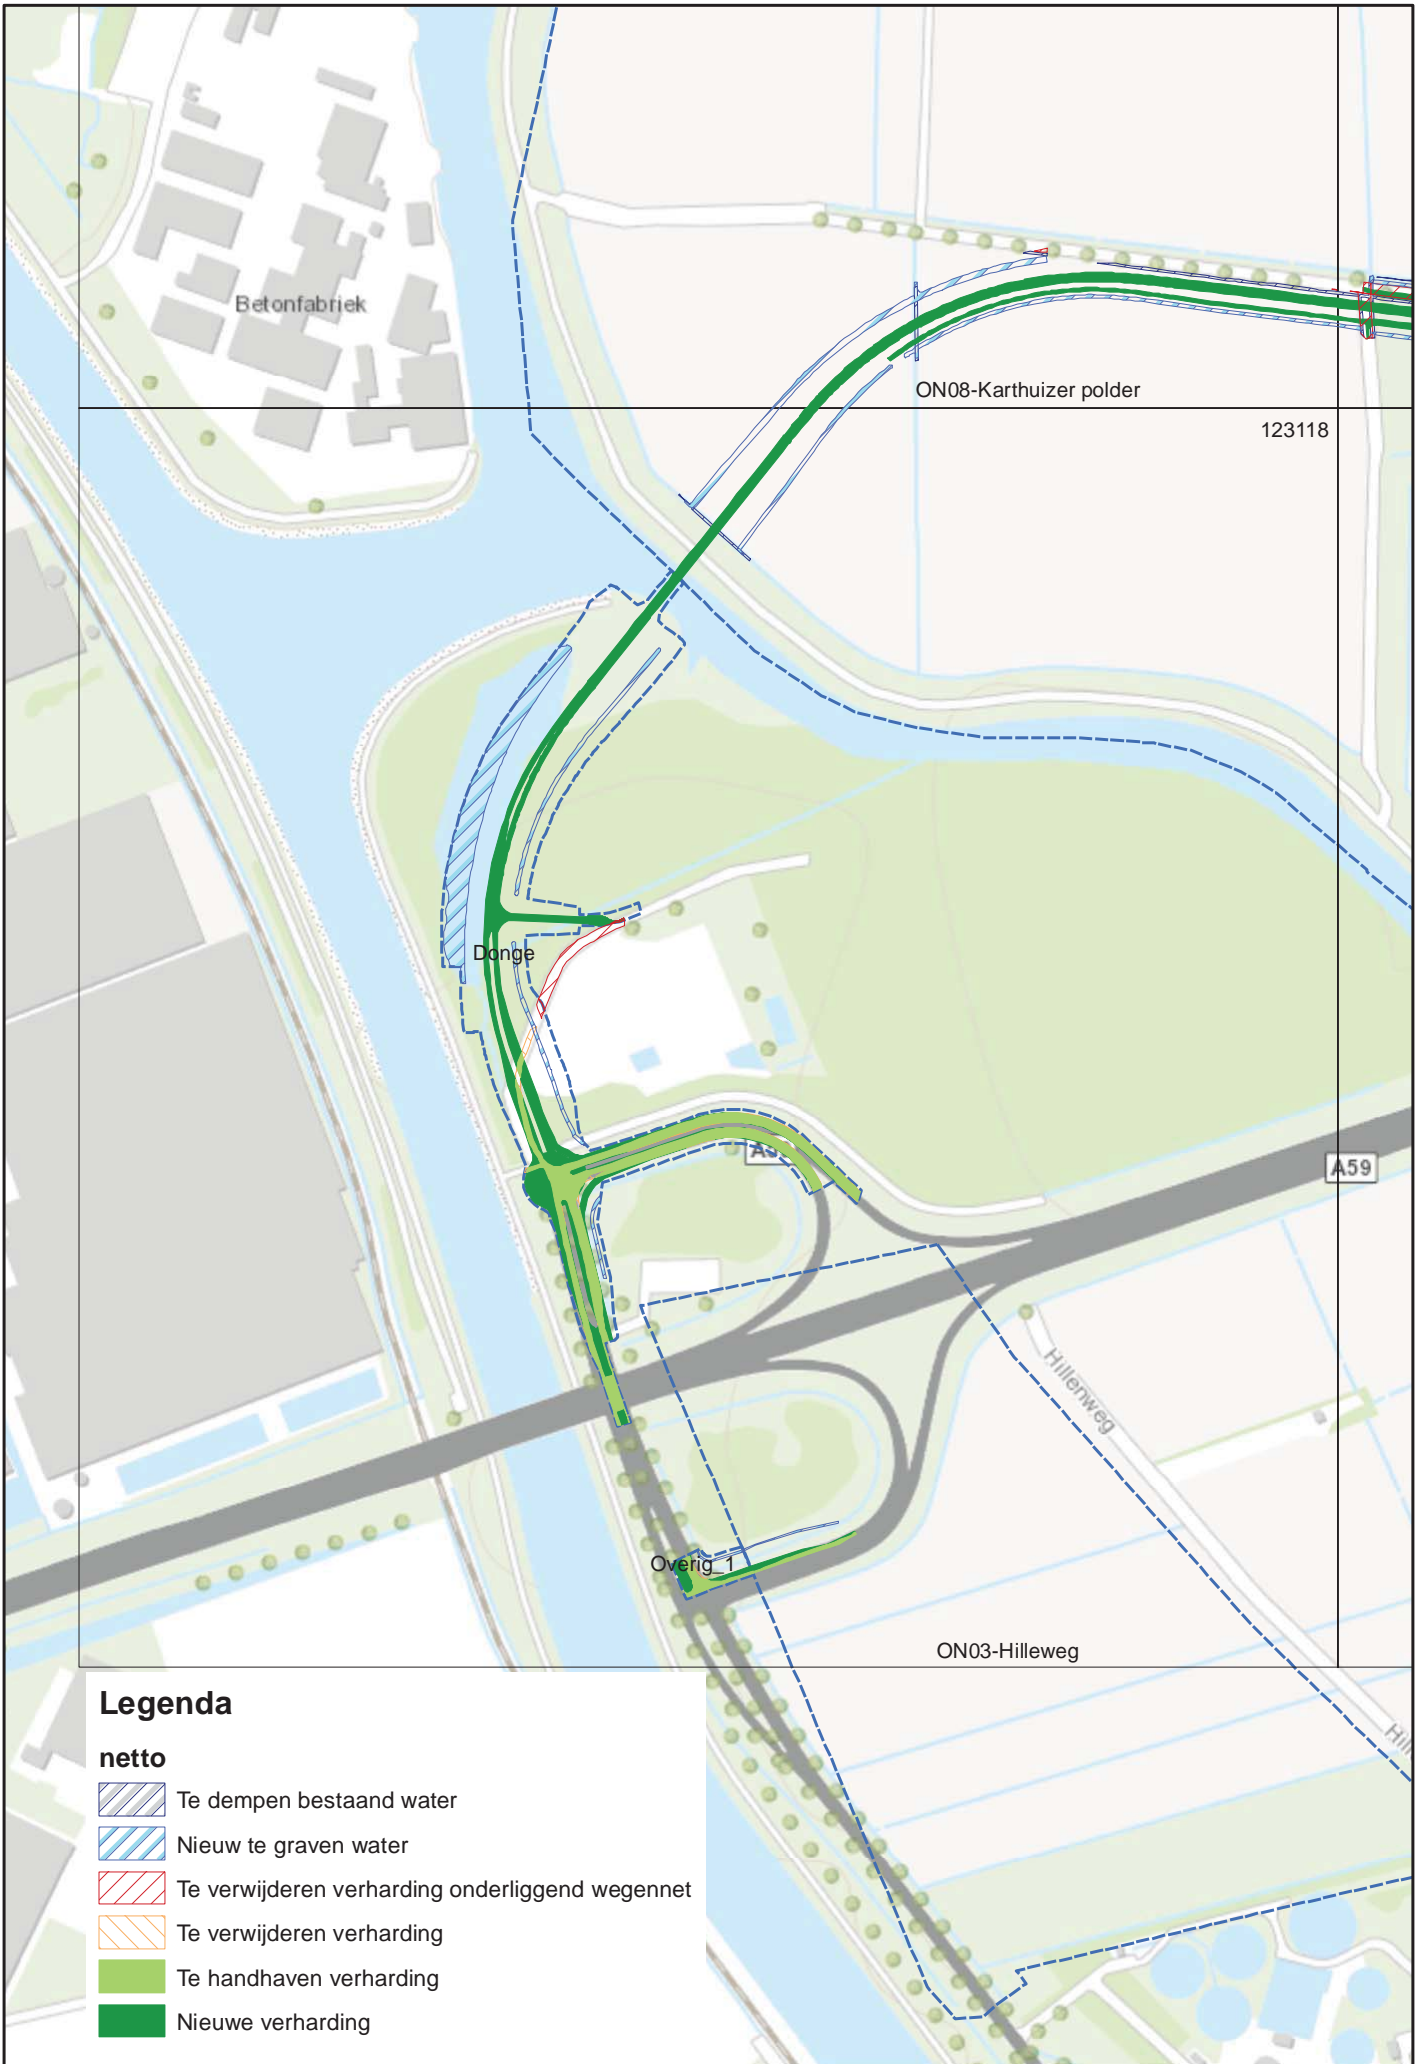 Betonfabriek
ON08-Karthuizer polder
123118
Donge
A59
Hillenweg
Overig_1
ON03-Hilleweg
Legenda
netto
Te dempen bestaand water
Nieuw te graven water
Te verwijderen verharding onderliggend wegennet
Te verwijderen verharding
Te handhaven verharding
Nieuwe verharding